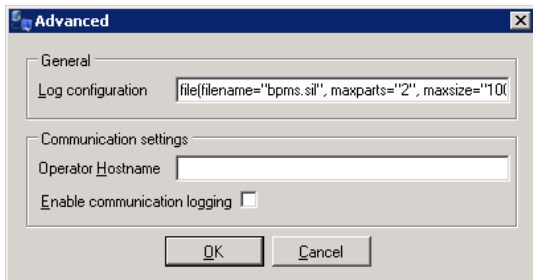 Advanced
General
Log configuration file(filename="bpms.sil", maxparts="2", maxsize="10
Communication settings
Operator Hostname
Enable communication logging
OK Cancel